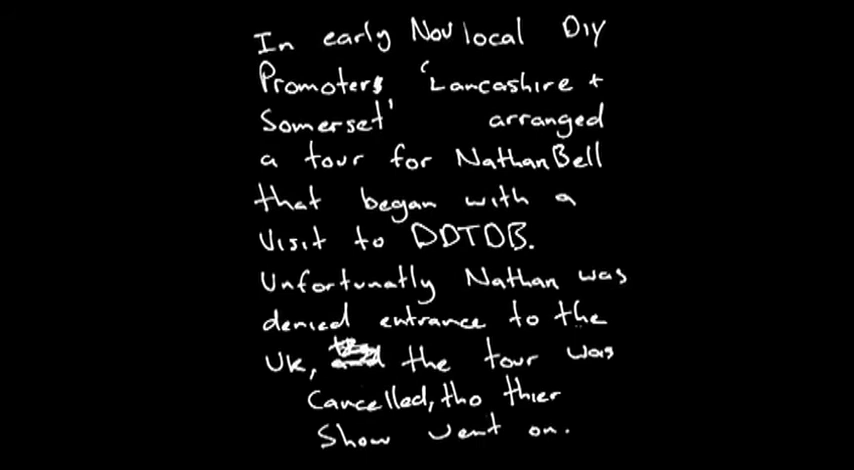 In early Nov local DIY
Promoters 'Lancashire +
Somerset' arranged
a tour for Nathan Bell
that began with a
Visit to DDTDB.
Unfortunatly Nathan was
denied entrance to the
UK, the tour was
Cancelled, tho thier
Show went on.